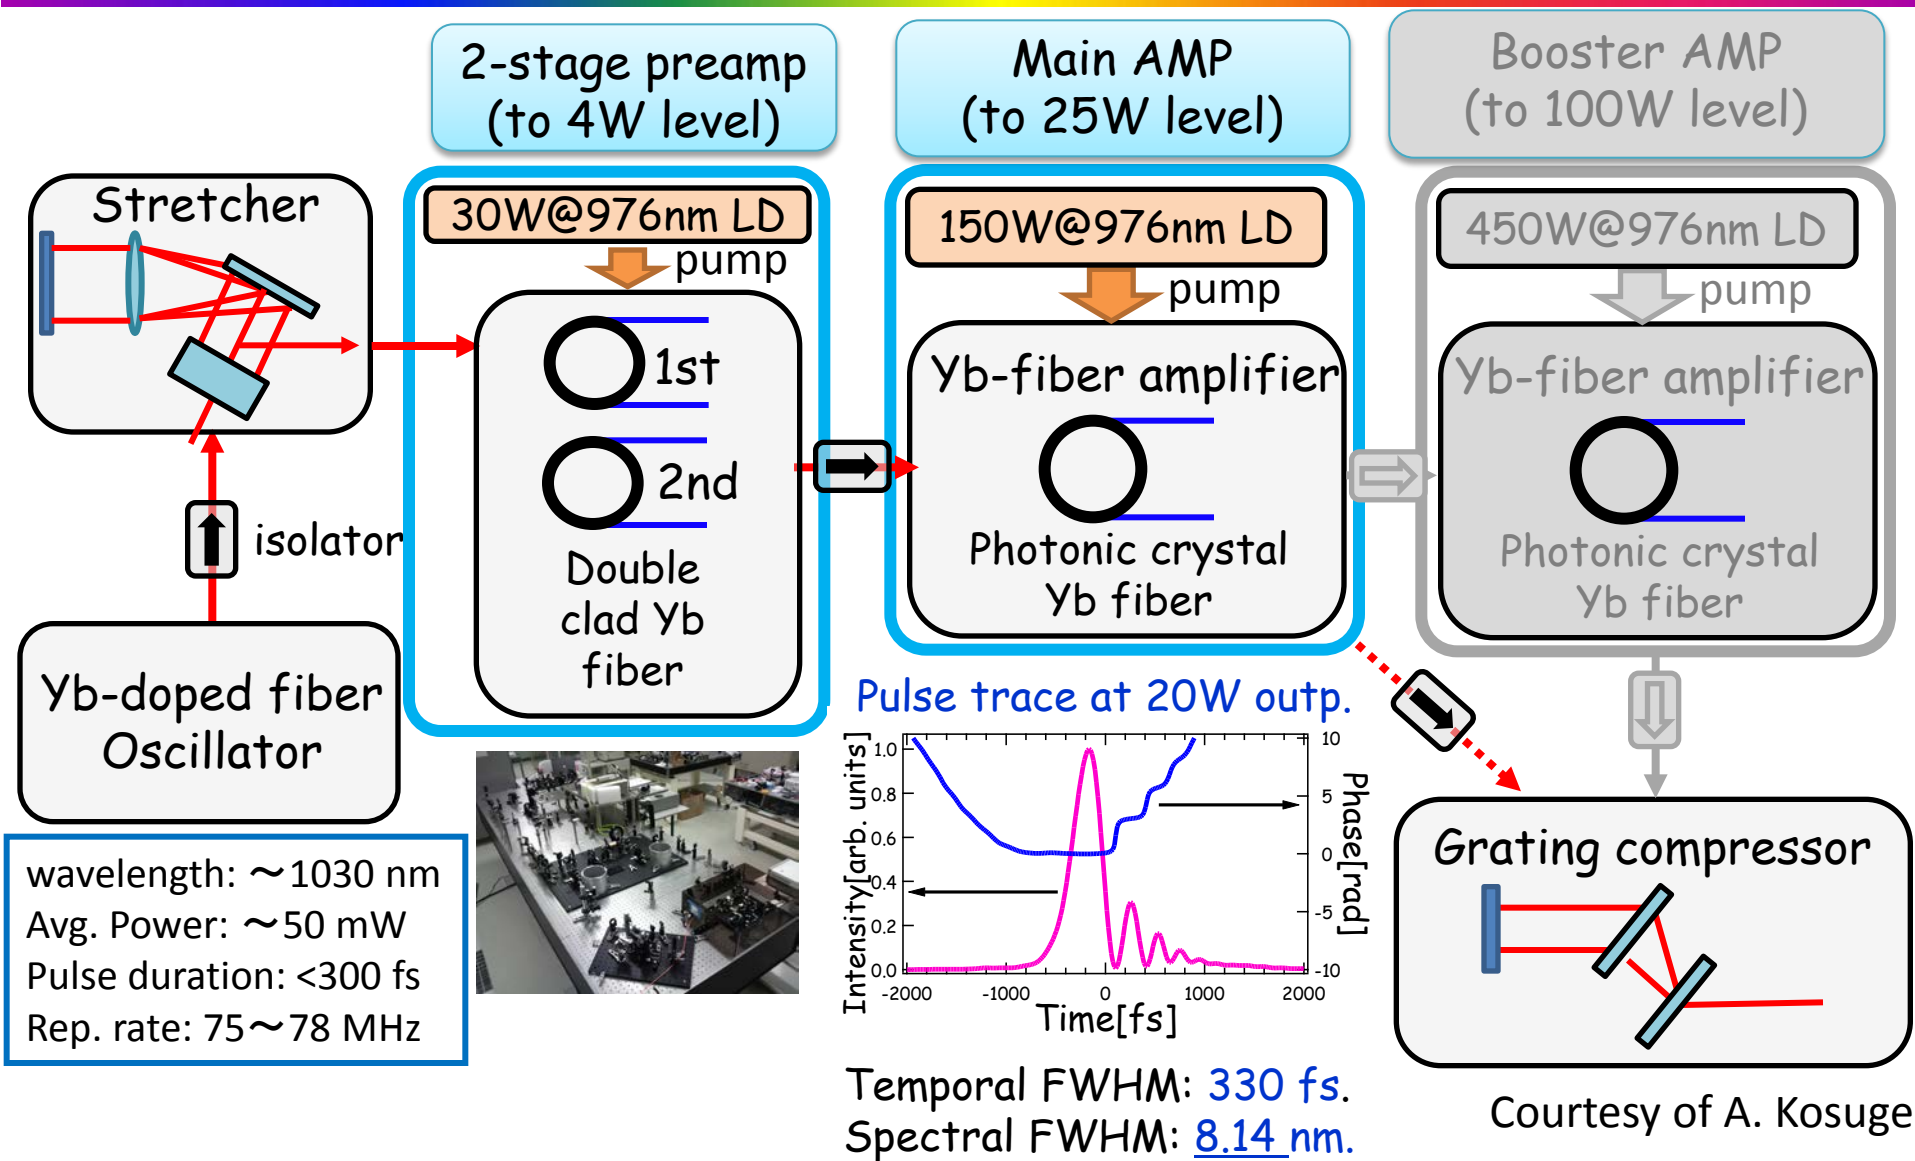 2-stage preamp
(to 4W level)
Main AMP
(to 25W level)
Booster AMP
(to 100W level)
Stretcher
30W@976nm LD
pump
1st
2nd
Double
clad Yb
fiber
150W@976nm LD
pump
Yb-fiber amplifier
Photonic crystal
Yb fiber
450W@976nm LD
pump
Yb-fiber amplifier
Photonic crystal
Yb fiber
isolator
Yb-doped fiber
Oscillator
wavelength: ～1030 nm
Avg. Power: ～50 mW
Pulse duration: <300 fs
Rep. rate: 75～78 MHz
Pulse trace at 20W outp.
Intensity[arb. units]
1.0
0.8
0.6
0.4
0.2
0.0
-2000
-1000
0
1000
2000
Time[fs]
10
5
0
-5
-10
Phase[rad]
Temporal FWHM: 330 fs.
Spectral FWHM: 8.14 nm.
Grating compressor
Courtesy of A. Kosuge